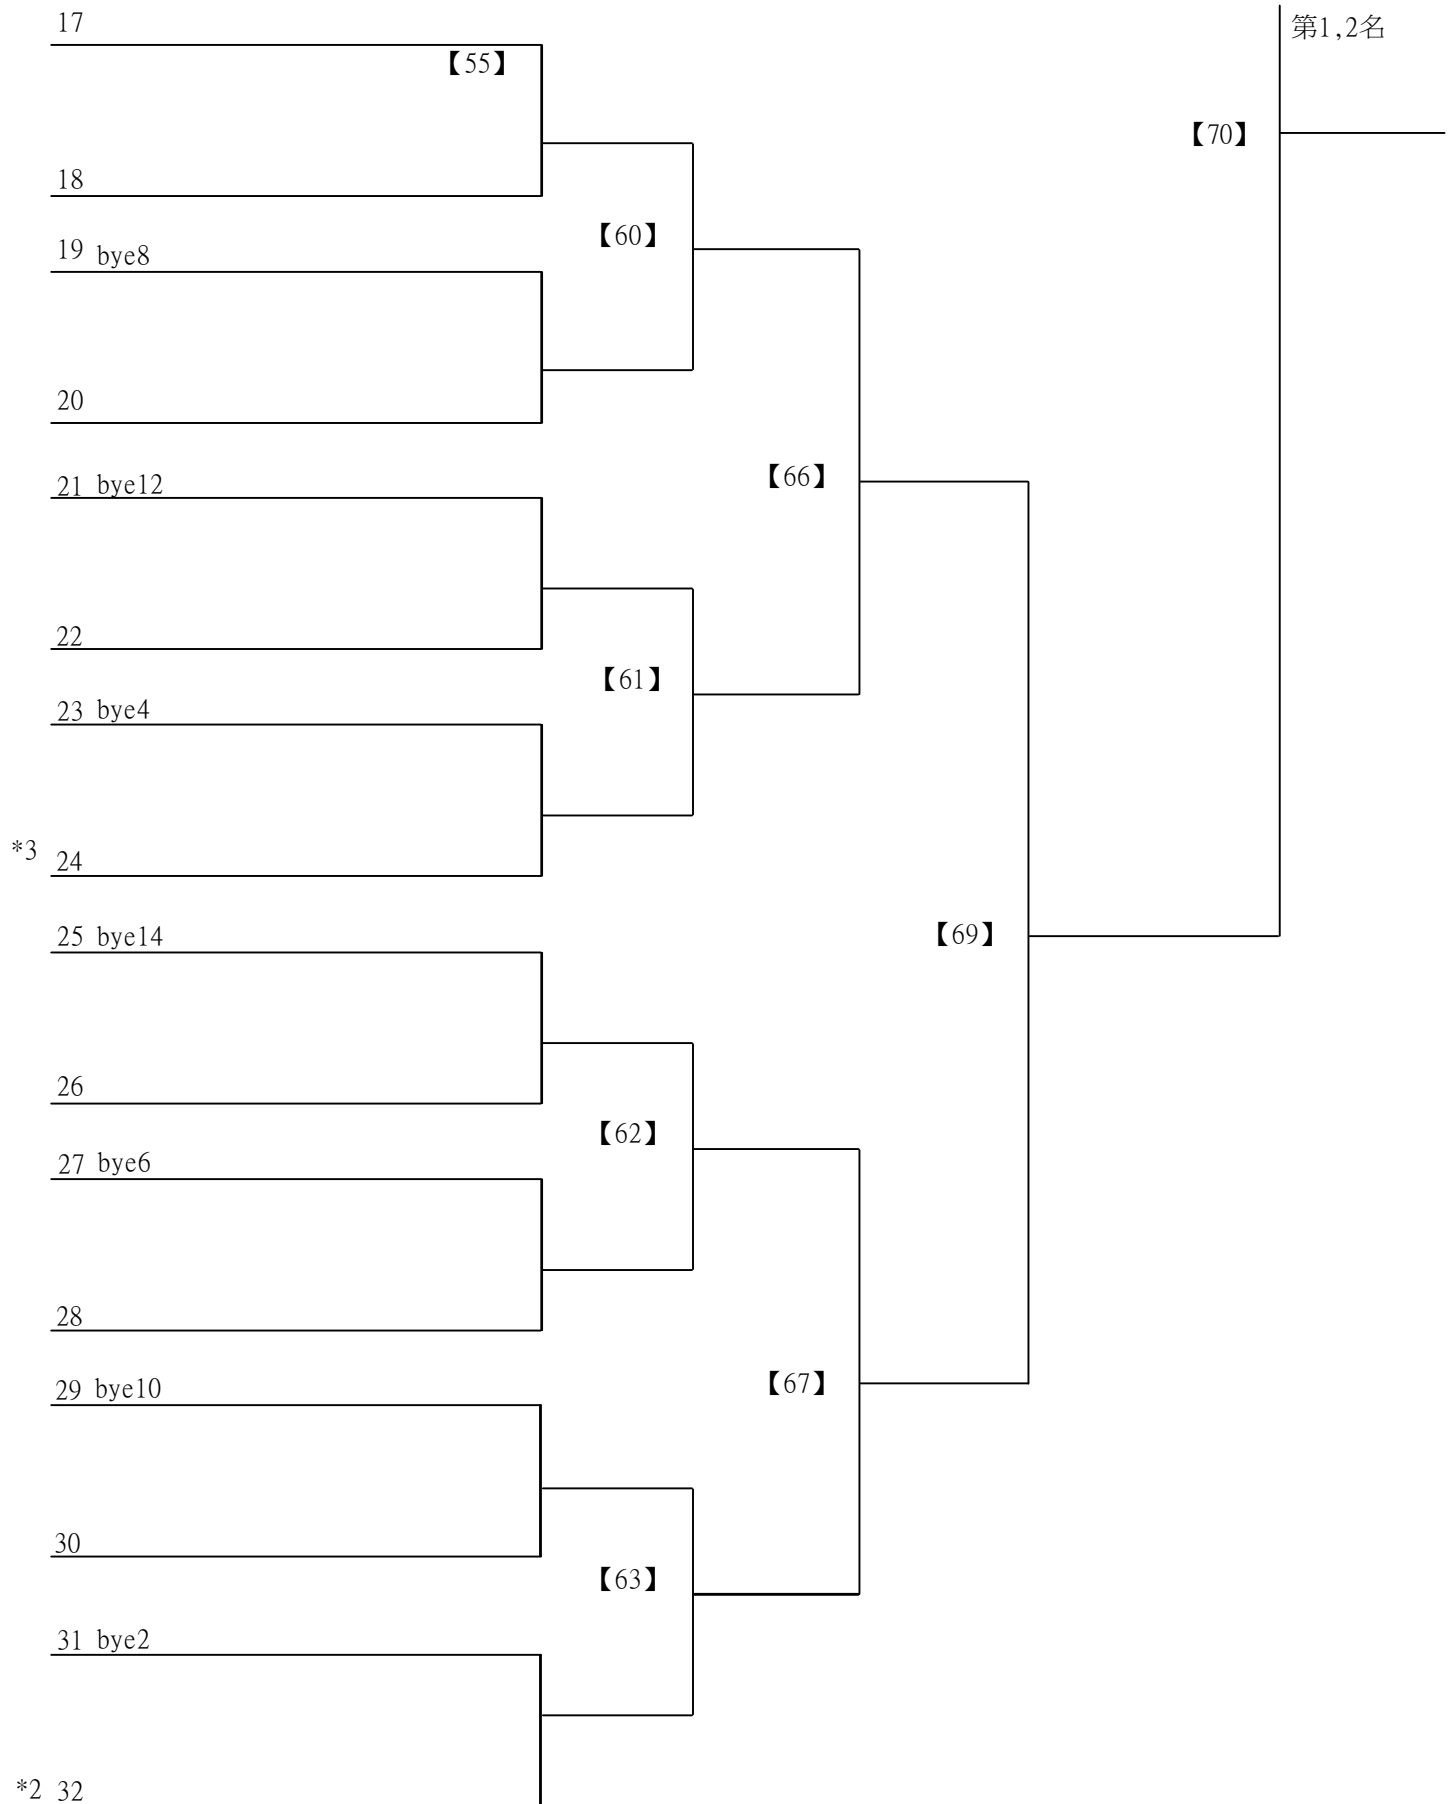 17
第1,2名
【55】
【70】
18
【60】
19 bye8
20
【66】
21 bye12
22
【61】
23 bye4
*3 24
【69】
25 bye14
26
【62】
27 bye6
28
【67】
29 bye10
30
【63】
31 bye2
*2 32